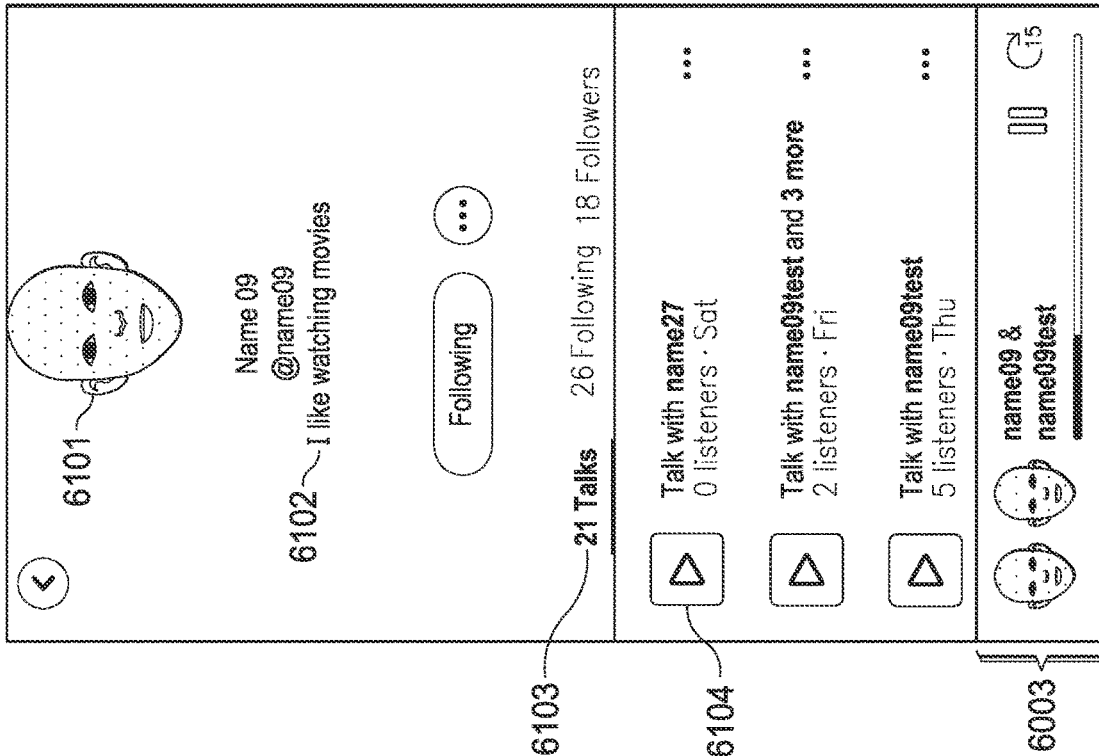 6101
Name 09
@name09
6102
I like watching movies
Following
6103
21 Talks 26 Following 18 Followers
6104
Talk with name27
0 listeners · Sat
Talk with name09test and 3 more
2 listeners · Fri
Talk with name09test
5 listeners · Thu
6003
name09 &
name09test
15